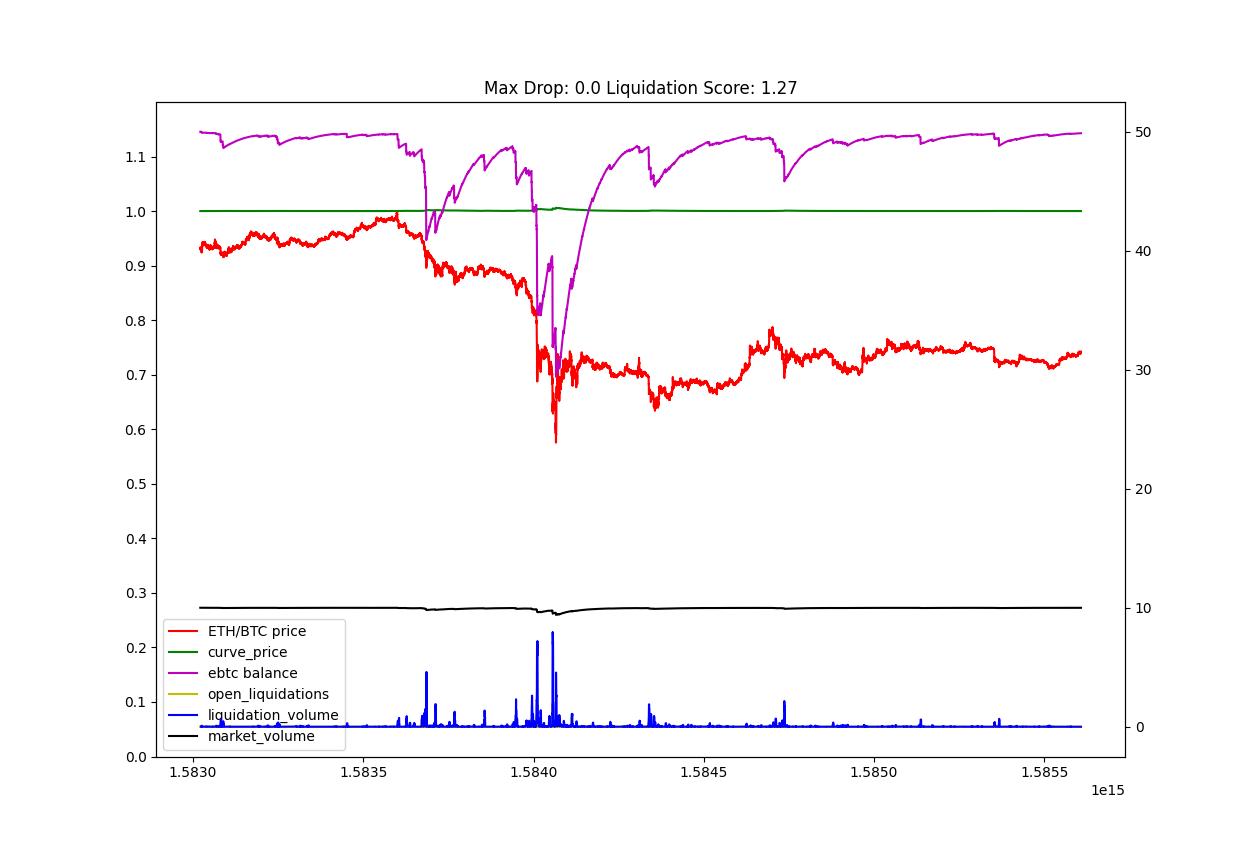 Max Drop: 0.0 Liquidation Score: 1.27
1.1
1.0
0.9
0.8
0.7
0.6
0.5
0.4
0.3
0.2
0.1
0.0
50
40
30
20
10
0
ETH/BTC price
curve_price
ebtc balance
open_liquidations
liquidation_volume
market_volume
1.5830 1.5835 1.5840 1.5845 1.5850 1.5855
1e15